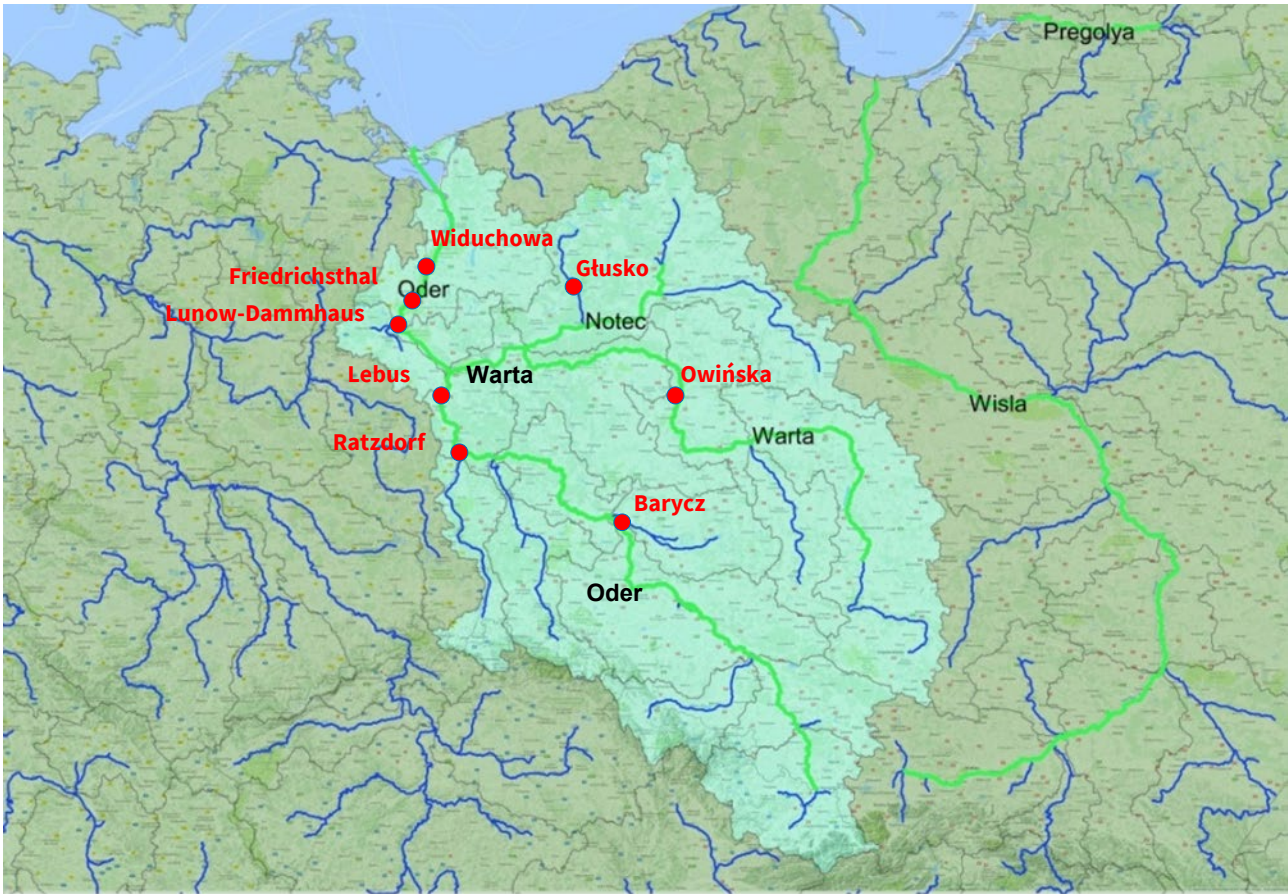 Pregolya
Widuchowa
Friedrichsthal
Głusko
Oder
Lunow-Dammhaus
Notec
Lebus
Warta
Owińska
Wisla
Ratzdorf
Warta
Barycz
Oder